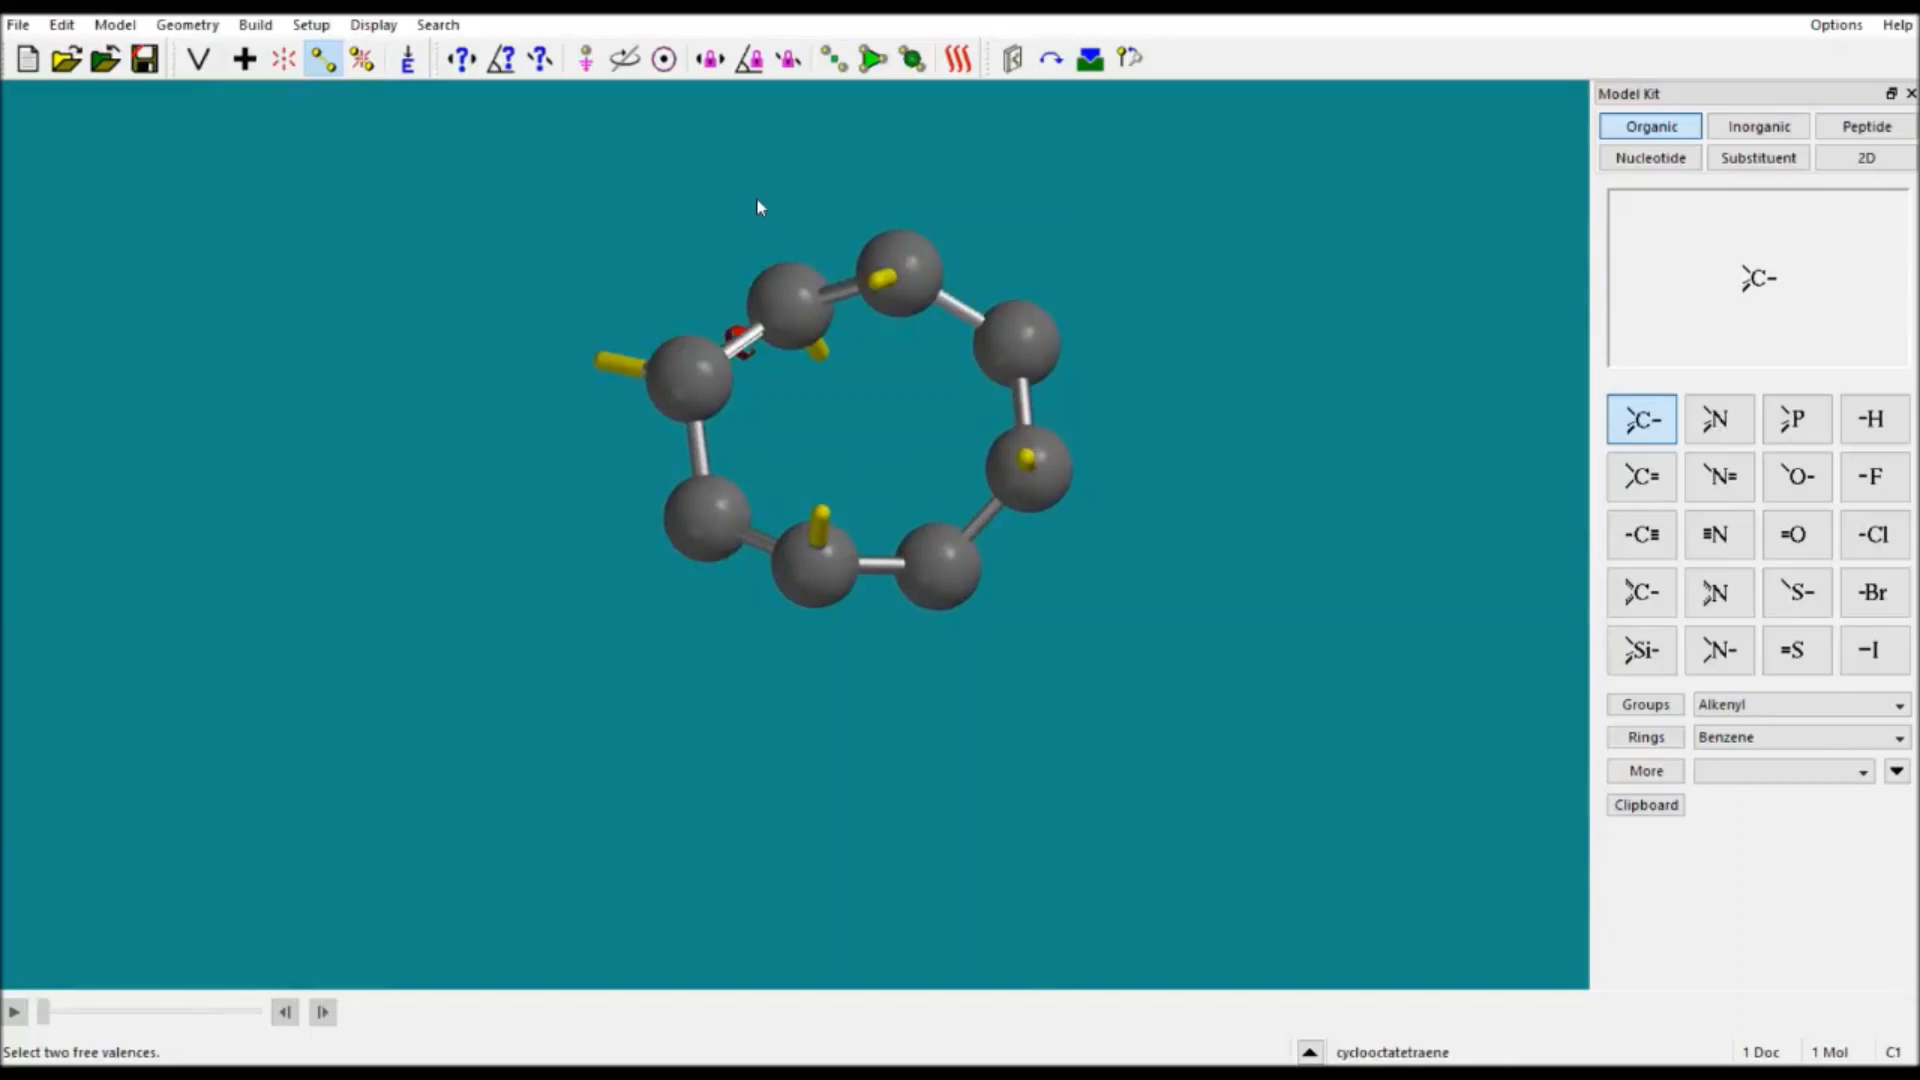 File Edit Model Geometry Build Setup Display Search Options Help
Model Kit
Organic Inorganic Peptide
Nucleotide Substituent 2D
C-
C- N P -H
C= N= O- -F
-C≡ ≡N =O -Cl
C- N S- -Br
Si- N- =S -I
Groups Alkenyl
Rings Benzene
More
Clipboard
Select two free valences. cyclooctatetraene 1 Doc 1 Mol C1